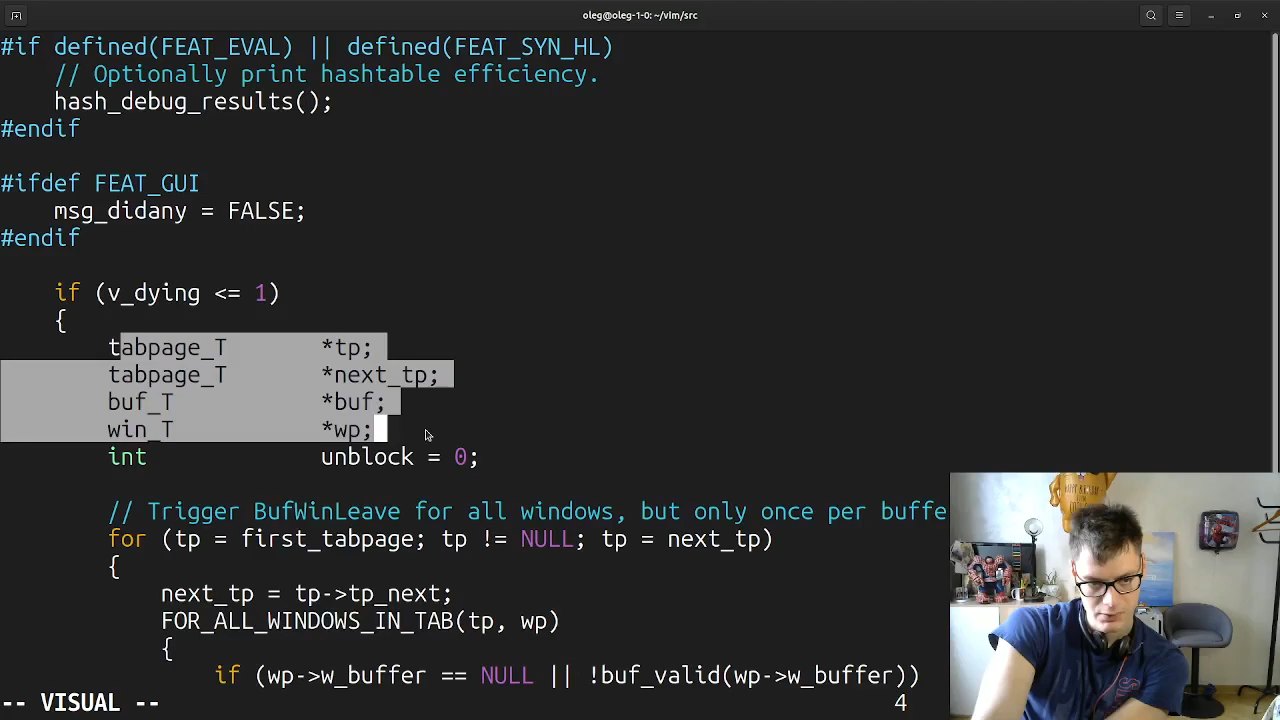 oleg@oleg-1-0: ~/vim/src
#if defined(FEAT_EVAL) || defined(FEAT_SYN_HL)
    // Optionally print hashtable efficiency.
    hash_debug_results();
#endif
#ifdef FEAT_GUI
    msg_didany = FALSE;
#endif
    if (v_dying <= 1)
    {
        tabpage_T       *tp;
        tabpage_T       *next_tp;
        buf_T           *buf;
        win_T           *wp;
        int             unblock = 0;
        // Trigger BufWinLeave for all windows, but only once per buffe
        for (tp = first_tabpage; tp != NULL; tp = next_tp)
        {
            next_tp = tp->tp_next;
            FOR_ALL_WINDOWS_IN_TAB(tp, wp)
            {
                if (wp->w_buffer == NULL || !buf_valid(wp->w_buffer))
-- VISUAL --                                                        4